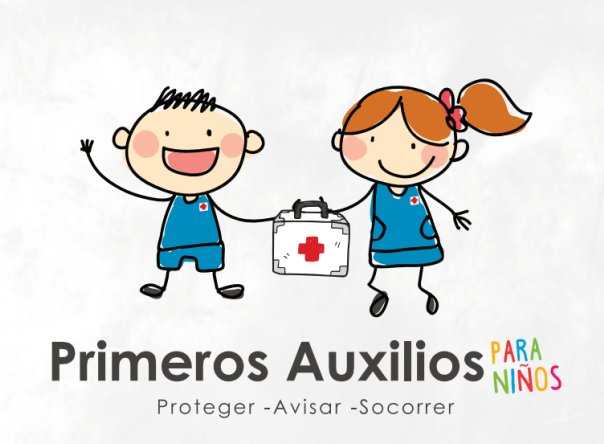 Primeros Auxilios PARA NIÑOS
Proteger -Avisar -Socorrer